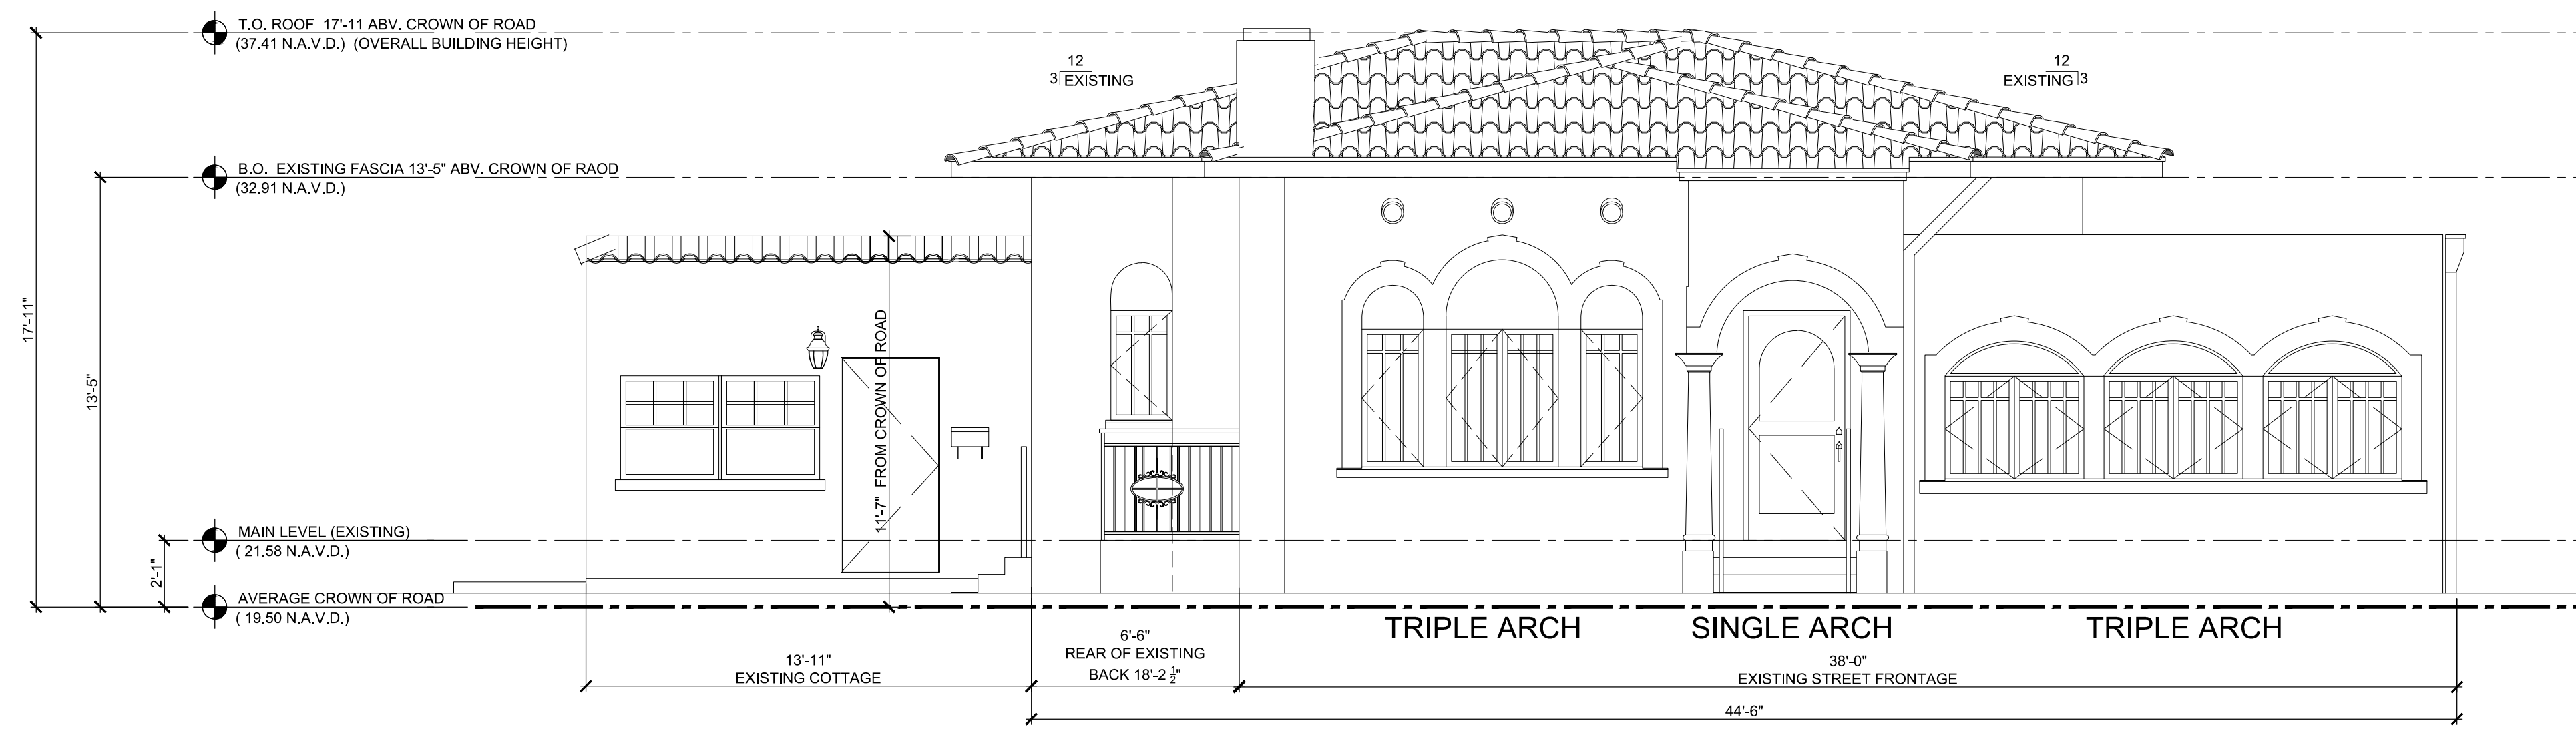 T.O. ROOF 17'-11 ABV. CROWN OF ROAD
(37.41 N.A.V.D.) (OVERALL BUILDING HEIGHT)
12
3 EXISTING
12
EXISTING 3
B.O. EXISTING FASCIA 13'-5" ABV. CROWN OF RAOD
(32.91 N.A.V.D.)
17'-11"
13'-5"
11'-7" FROM CROWN OF ROAD
MAIN LEVEL (EXISTING)
( 21.58 N.A.V.D.)
2'-1"
AVERAGE CROWN OF ROAD
( 19.50 N.A.V.D.)
TRIPLE ARCH
SINGLE ARCH
TRIPLE ARCH
13'-11"
EXISTING COTTAGE
6'-6"
REAR OF EXISTING
BACK 18'-2 1/2"
38'-0"
EXISTING STREET FRONTAGE
44'-6"